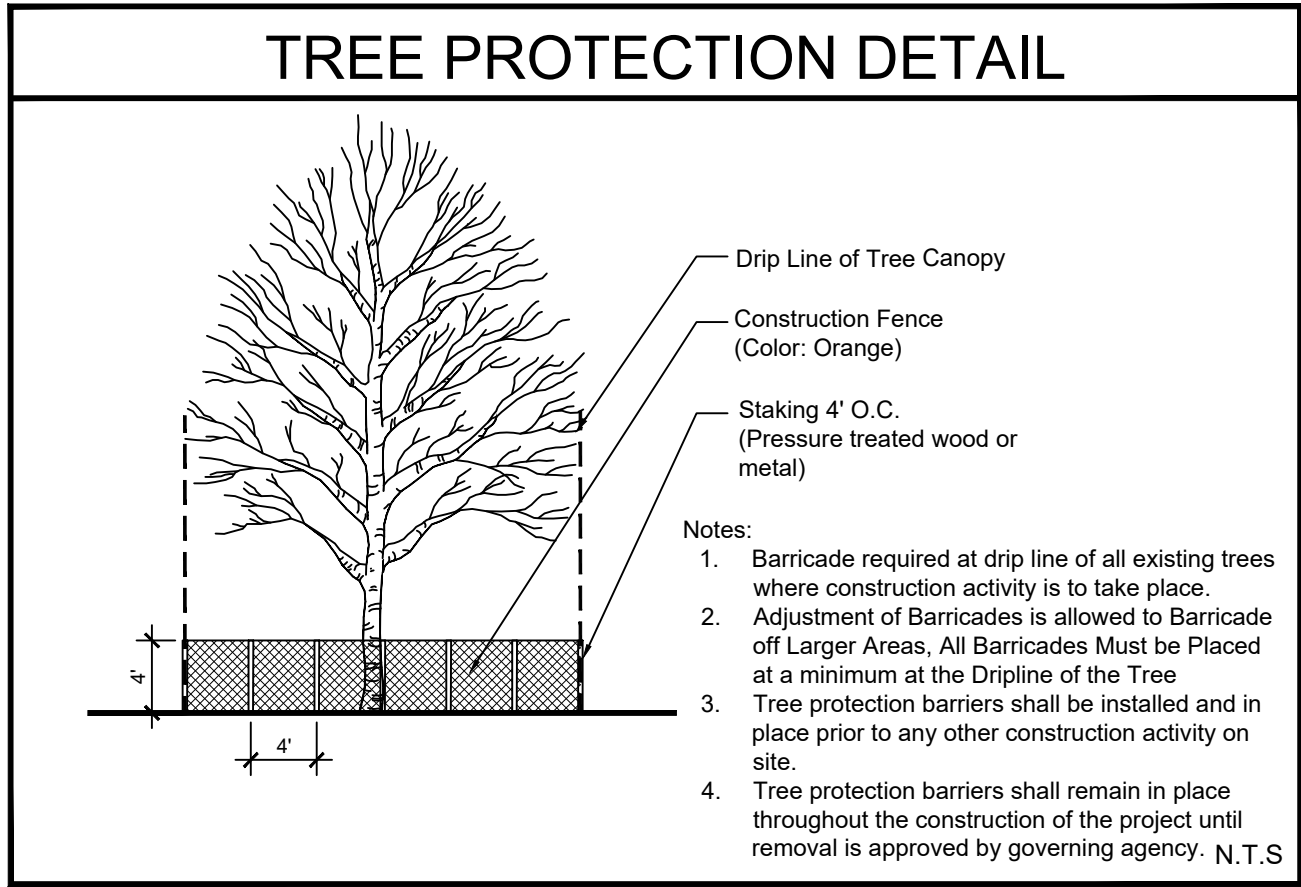 TREE PROTECTION DETAIL
Drip Line of Tree Canopy
Construction Fence
(Color: Orange)
Staking 4' O.C.
(Pressure treated wood or
metal)
4'
4'
Notes:
1. Barricade required at drip line of all existing trees
where construction activity is to take place.
2. Adjustment of Barricades is allowed to Barricade
off Larger Areas, All Barricades Must be Placed
at a minimum at the Dripline of the Tree
3. Tree protection barriers shall be installed and in
place prior to any other construction activity on
site.
4. Tree protection barriers shall remain in place
throughout the construction of the project until
removal is approved by governing agency.
N.T.S